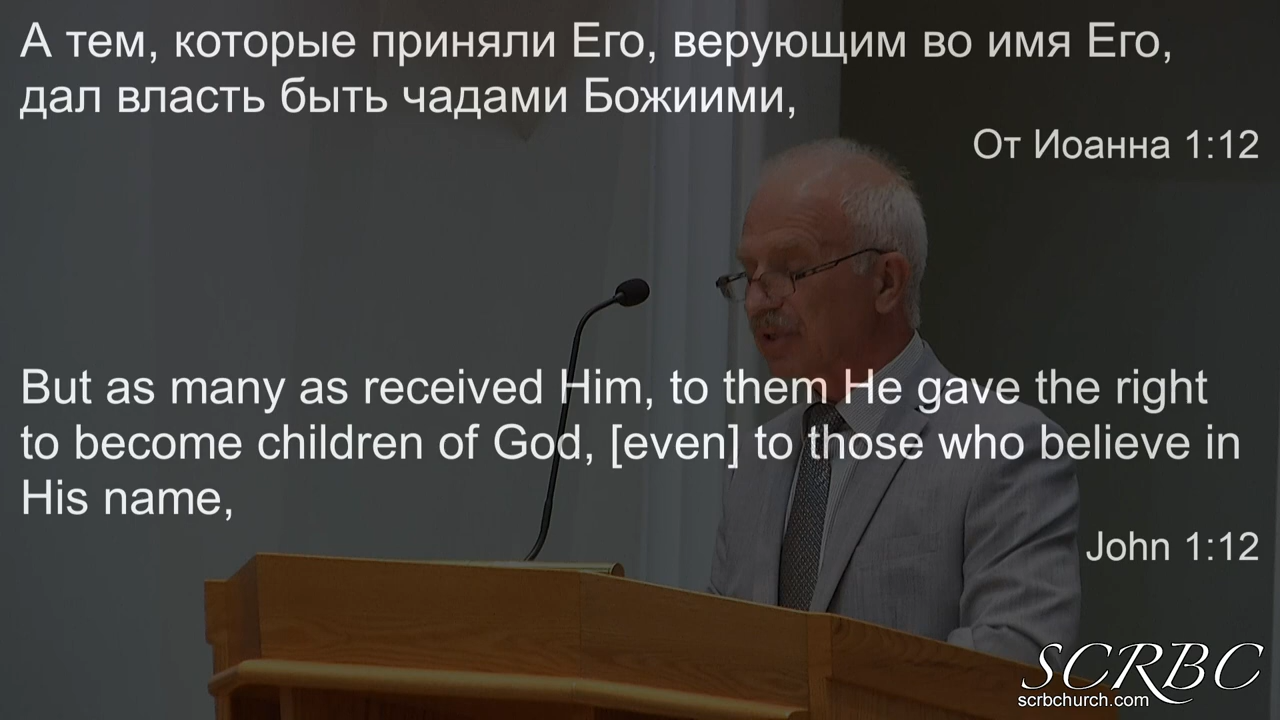 А тем, которые приняли Его, верующим во имя Его,
дал власть быть чадами Божиими,
От Иоанна 1:12
But as many as received Him, to them He gave the right
to become children of God, [even] to those who believe in
His name,
John 1:12
SCRBC
scrbchurch.com